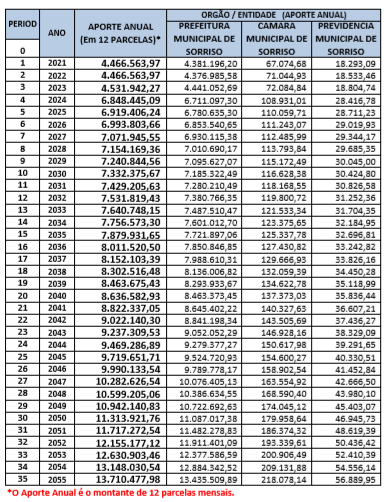 PERIOD ANO APORTE ANUAL (Em 12 PARCELAS)* ORGÃO / ENTIDADE (APORTE ANUAL)
PREFEITURA MUNICIPAL DE SORRISO CAMARA MUNICIPAL DE SORRISO PREVIDENCIA MUNICIPAL DE SORRISO
0
1 2021 4.466.563,97 4.381.196,20 67.074,68 18.293,09
2 2022 4.466.563,97 4.376.985,58 71.044,93 18.533,46
3 2023 4.531.942,27 4.441.052,69 72.084,84 18.804,74
4 2024 6.848.445,09 6.711.097,30 108.931,01 28.416,78
5 2025 6.919.406,24 6.780.635,30 110.059,71 28.711,23
6 2026 6.993.803,66 6.853.540,65 111.243,07 29.019,93
7 2027 7.071.945,55 6.930.115,38 112.485,99 29.344,17
8 2028 7.154.169,36 7.010.690,17 113.793,84 29.685,35
9 2029 7.240.844,56 7.095.627,07 115.172,49 30.045,00
10 2030 7.332.375,67 7.185.322,49 116.628,38 30.424,80
11 2031 7.429.205,63 7.280.210,49 118.168,55 30.826,58
12 2032 7.531.819,43 7.380.766,35 119.800,72 31.252,36
13 2033 7.640.748,15 7.487.510,47 121.533,34 31.704,35
14 2034 7.756.573,30 7.601.012,70 123.375,65 32.184,95
15 2035 7.879.931,65 7.721.897,06 125.337,78 32.696,81
16 2036 8.011.520,50 7.850.846,85 127.430,82 33.242,82
17 2037 8.152.103,39 7.988.610,31 129.666,93 33.826,16
18 2038 8.302.516,48 8.136.006,82 132.059,39 34.450,28
19 2039 8.463.675,43 8.293.933,67 134.622,78 35.118,99
20 2040 8.636.582,93 8.463.373,45 137.373,03 35.836,44
21 2041 8.822.337,05 8.645.402,22 140.327,63 36.607,21
22 2042 9.022.140,30 8.841.198,34 143.505,69 37.436,27
23 2043 9.237.309,53 9.052.052,29 146.928,16 38.329,09
24 2044 9.469.286,89 9.279.377,27 150.617,98 39.291,65
25 2045 9.719.651,71 9.524.720,93 154.600,27 40.330,51
26 2046 9.990.133,54 9.789.778,17 158.902,54 41.452,84
27 2047 10.282.626,54 10.076.405,13 163.554,92 42.666,50
28 2048 10.599.205,06 10.386.634,55 168.590,40 43.980,10
29 2049 10.942.140,83 10.722.692,63 174.045,12 45.403,07
30 2050 11.313.921,76 11.087.017,38 179.958,64 46.945,73
31 2051 11.717.272,54 11.482.278,83 186.374,32 48.619,39
32 2052 12.155.177,12 11.911.401,09 193.339,61 50.436,42
33 2053 12.630.903,46 12.377.586,59 200.906,49 52.410,39
34 2054 13.148.030,54 12.884.342,52 209.131,88 54.556,14
35 2055 13.710.477,98 13.435.509,89 218.078,14 56.889,95
*O Aporte Anual é o montante de 12 parcelas mensais.